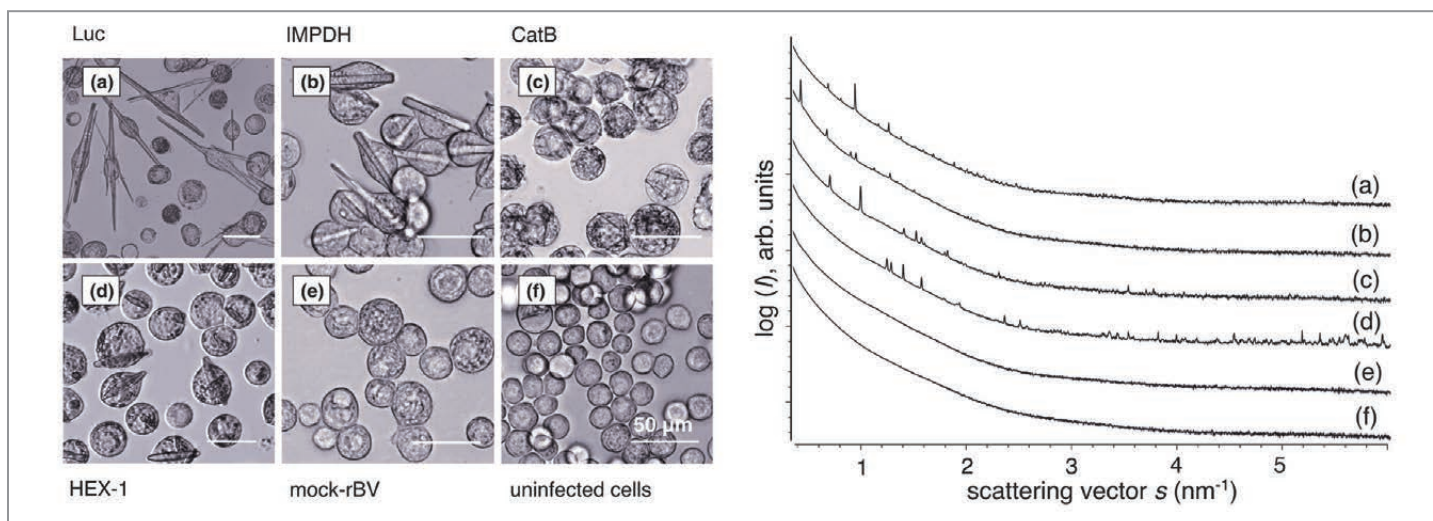 Luc IMPDH CatB
(a) (b) (c)
(d) (e) (f)
50 μm
HEX-1 mock-rBV uninfected cells
log (I), arb. units
(a)
(b)
(c)
(d)
(e)
(f)
1 2 3 4 5
scattering vector s (nm⁻¹)